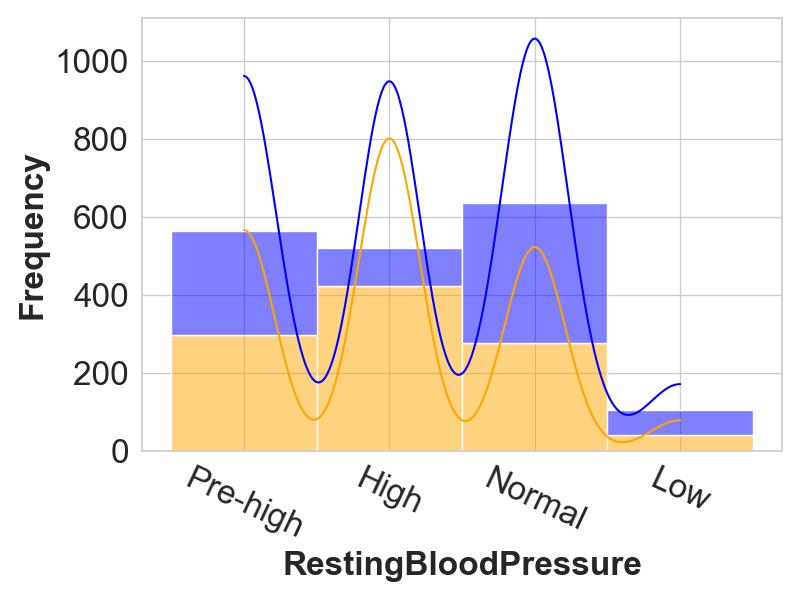 Frequency
1000
800
600
400
200
0
Pre-high
High
Normal
Low
RestingBloodPressure